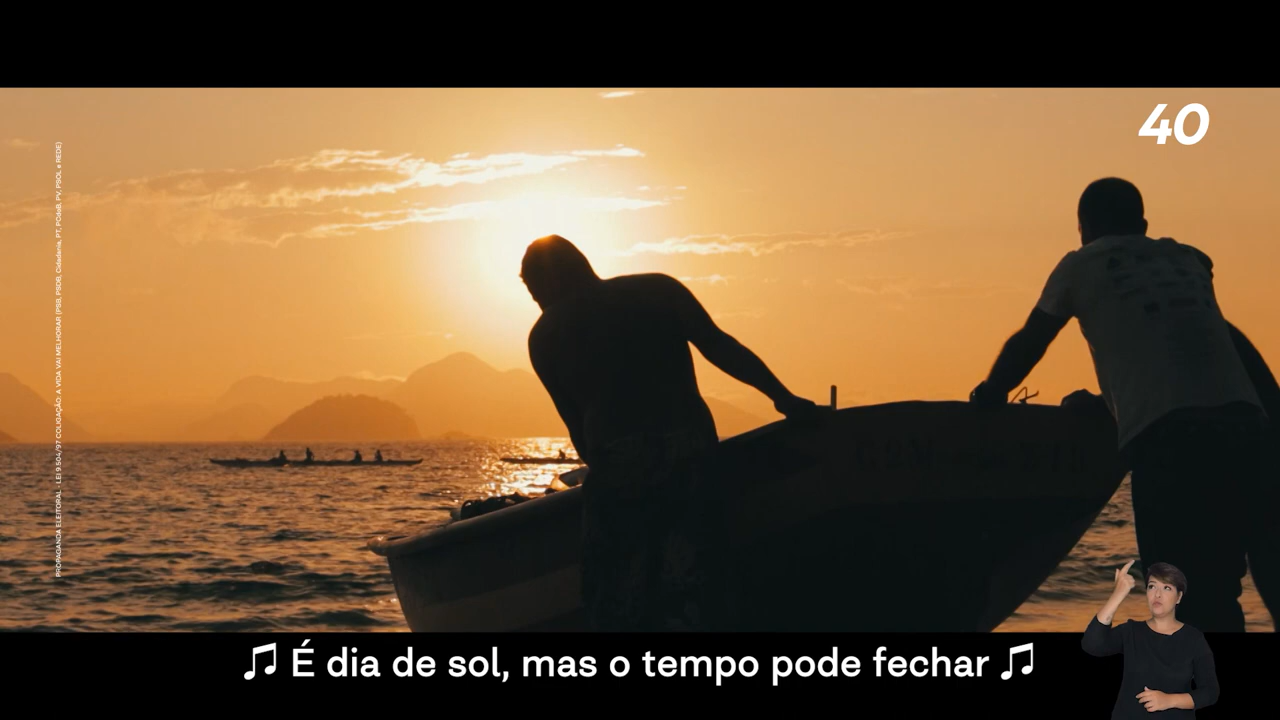 40
PROPAGANDA ELEITORAL - LEI 9.504/97 COLIGAÇÃO: A VIDA VAI MELHORAR (PSB, PSDB, Cidadania, PT, PCdoB, PV, PSOL e REDE)
🎵 É dia de sol, mas o tempo pode fechar 🎵